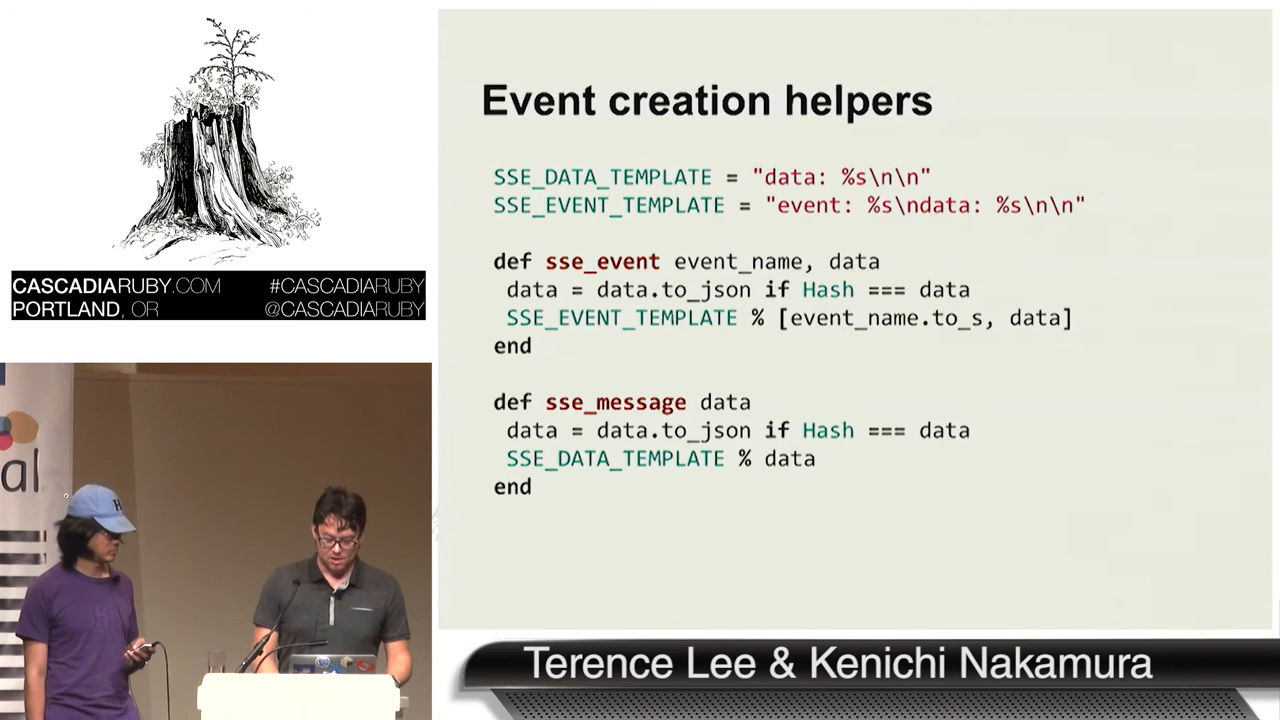 CASCADIARUBY.COM #CASCADIARUBY
PORTLAND, OR @CASCADIARUBY
al
H
Event creation helpers
SSE_DATA_TEMPLATE = "data: %s\n\n"
SSE_EVENT_TEMPLATE = "event: %s\ndata: %s\n\n"
def sse_event event_name, data
data = data.to_json if Hash === data
SSE_EVENT_TEMPLATE % [event_name.to_s, data]
end
def sse_message data
data = data.to_json if Hash === data
SSE_DATA_TEMPLATE % data
end
Terence Lee & Kenichi Nakamura